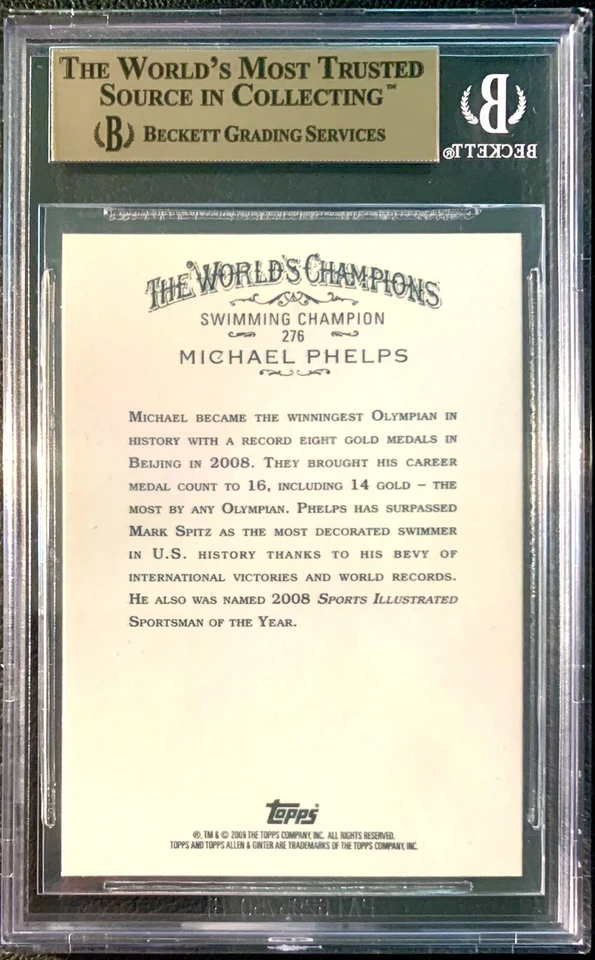 THE WORLD'S MOST TRUSTED
SOURCE IN COLLECTING™
B BECKETT GRADING SERVICES
B
BECKETT®
THE WORLD'S CHAMPIONS
SWIMMING CHAMPION
276
MICHAEL PHELPS
MICHAEL BECAME THE WINNINGEST OLYMPIAN IN
HISTORY WITH A RECORD EIGHT GOLD MEDALS IN
BEIJING IN 2008. THEY BROUGHT HIS CAREER
MEDAL COUNT TO 16, INCLUDING 14 GOLD – THE
MOST BY ANY OLYMPIAN. PHELPS HAS SURPASSED
MARK SPITZ AS THE MOST DECORATED SWIMMER
IN U.S. HISTORY THANKS TO HIS BEVY OF
INTERNATIONAL VICTORIES AND WORLD RECORDS.
HE ALSO WAS NAMED 2008 SPORTS ILLUSTRATED
SPORTSMAN OF THE YEAR.
Topps®
®, TM & © 2009 THE TOPPS COMPANY, INC. ALL RIGHTS RESERVED.
TOPPS AND TOPPS ALLEN & GINTER ARE TRADEMARKS OF THE TOPPS COMPANY, INC.